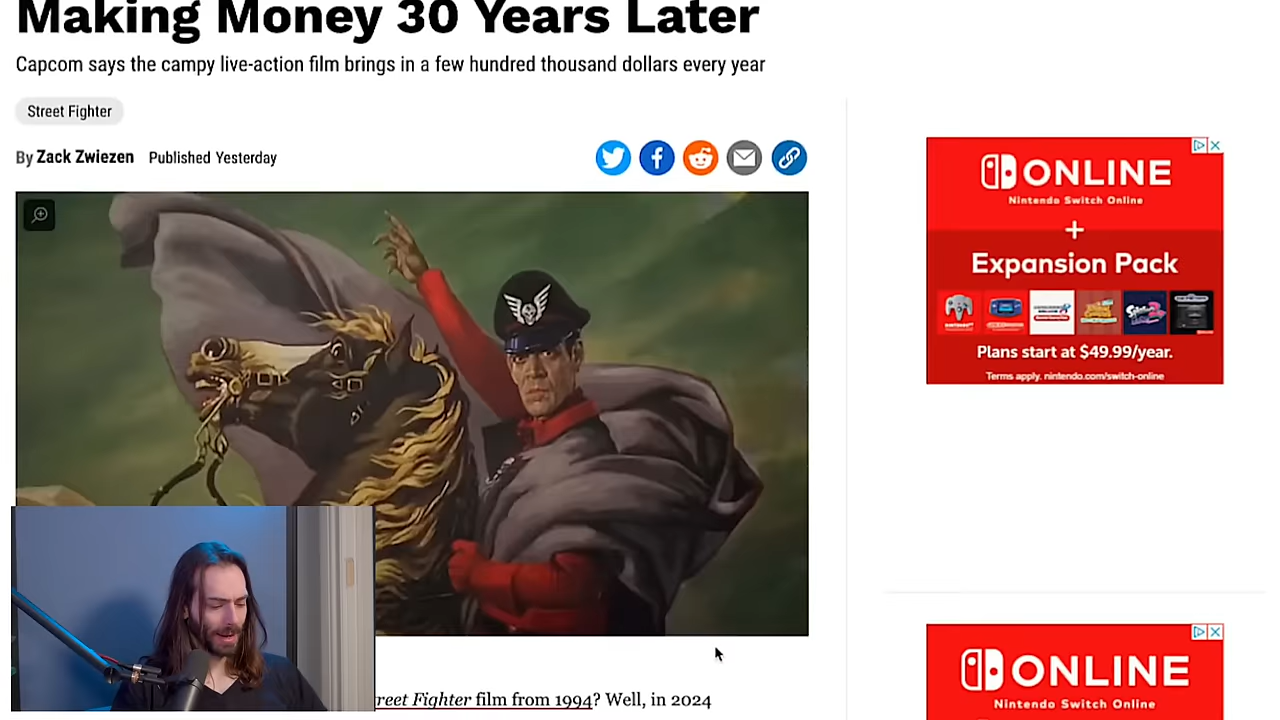 Making Money 30 Years Later
Capcom says the campy live-action film brings in a few hundred thousand dollars every year
Street Fighter
By Zack Zwiezen Published Yesterday
ONLINE
Nintendo Switch Online
+
Expansion Pack
NINTENDO
Plans start at $49.99/year.
Terms apply. nintendo.com/switch-online
reet Fighter film from 1994? Well, in 2024
ONLINE
Nintendo Switch Online